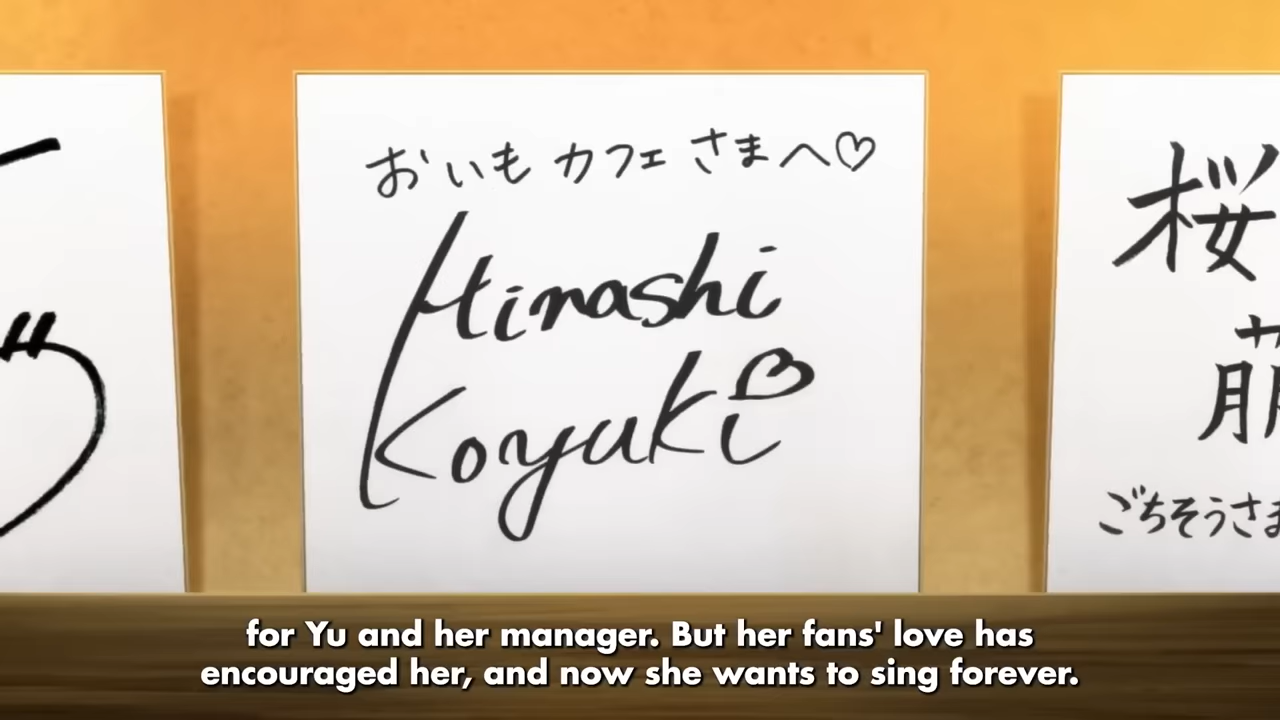 おいも カフェ さまへ♡
Hinashi
Koyuki
桜
萌
ごちそうさま
for Yu and her manager. But her fans' love has
encouraged her, and now she wants to sing forever.